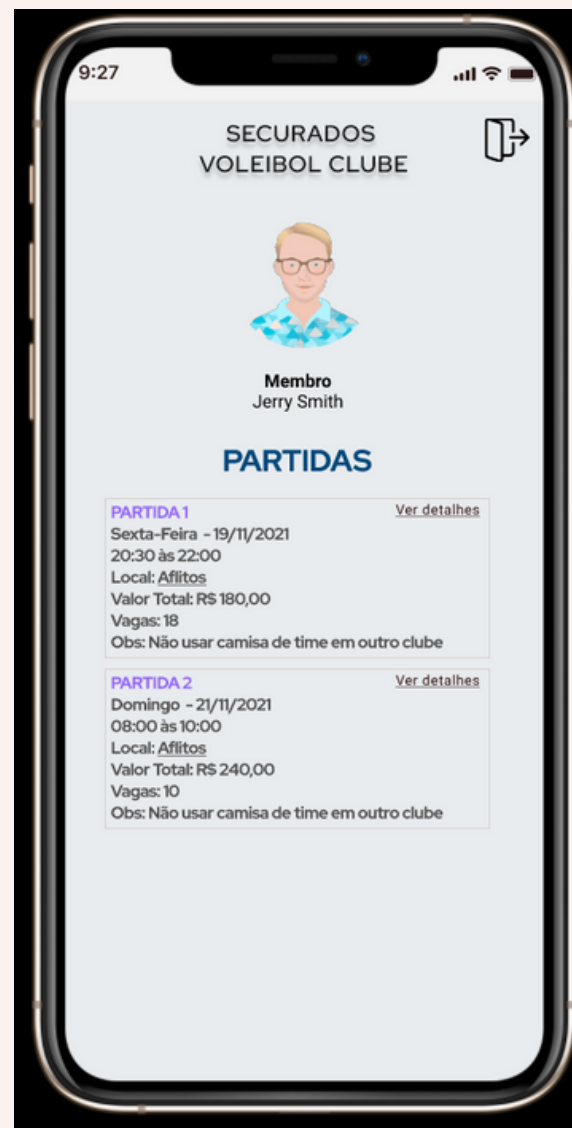 9:27
SECURADOS
VOLEIBOL CLUBE
Membro
Jerry Smith
PARTIDAS
PARTIDA 1 Ver detalhes
Sexta-Feira - 19/11/2021
20:30 às 22:00
Local: Aflitos
Valor Total: R$ 180,00
Vagas: 18
Obs: Não usar camisa de time em outro clube
PARTIDA 2 Ver detalhes
Domingo - 21/11/2021
08:00 às 10:00
Local: Aflitos
Valor Total: R$ 240,00
Vagas: 10
Obs: Não usar camisa de time em outro clube